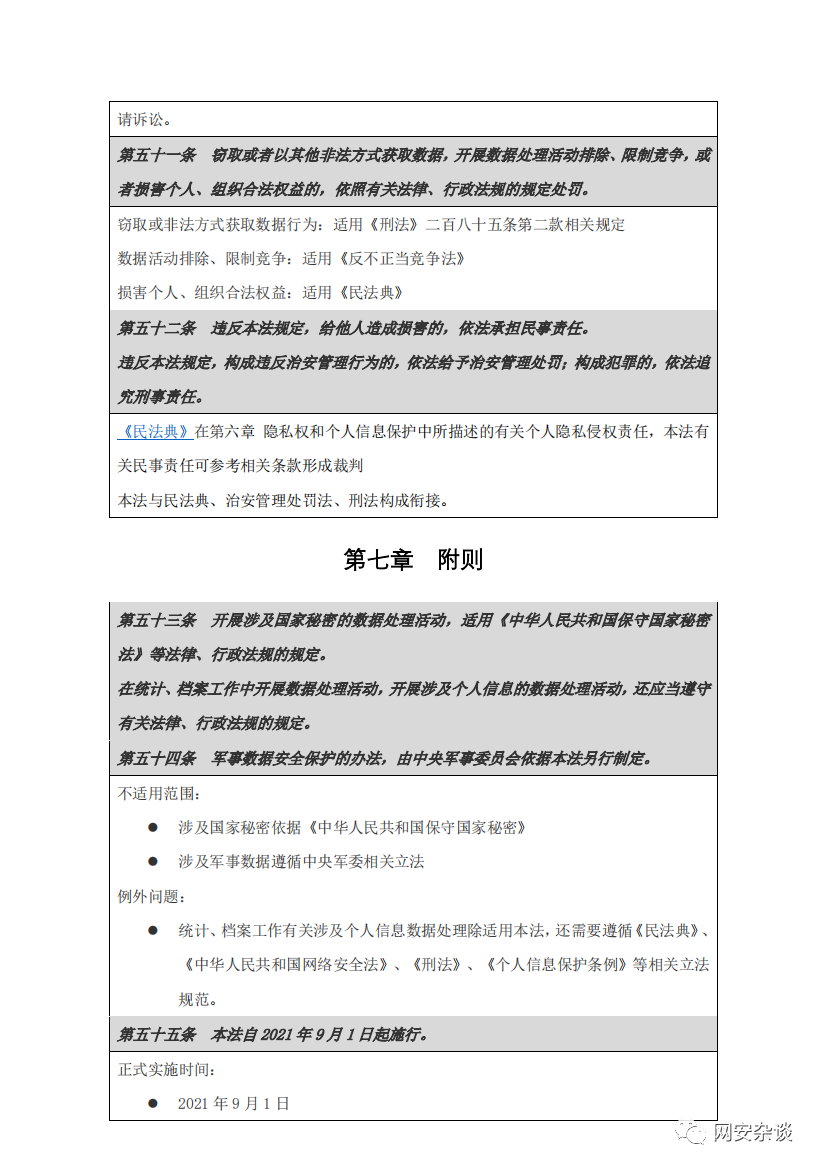 请诉讼。
第五十一条　窃取或者以其他非法方式获取数据，开展数据处理活动排除、限制竞争，或
者损害个人、组织合法权益的，依照有关法律、行政法规的规定处罚。
窃取或非法方式获取数据行为：适用《刑法》二百八十五条第二款相关规定
数据活动排除、限制竞争：适用《反不正当竞争法》
损害个人、组织合法权益：适用《民法典》
第五十二条　违反本法规定，给他人造成损害的，依法承担民事责任。
违反本法规定，构成违反治安管理行为的，依法给予治安管理处罚；构成犯罪的，依法追
究刑事责任。
《民法典》在第六章 隐私权和个人信息保护中所描述的有关个人隐私侵权责任，本法有
关民事责任可参考相关条款形成裁判
本法与民法典、治安管理处罚法、刑法构成衔接。
第七章　附则
第五十三条　开展涉及国家秘密的数据处理活动，适用《中华人民共和国保守国家秘密
法》等法律、行政法规的规定。
在统计、档案工作中开展数据处理活动，开展涉及个人信息的数据处理活动，还应当遵守
有关法律、行政法规的规定。
第五十四条　军事数据安全保护的办法，由中央军事委员会依据本法另行制定。
不适用范围：
● 涉及国家秘密依据《中华人民共和国保守国家秘密》
● 涉及军事数据遵循中央军委相关立法
例外问题：
● 统计、档案工作有关涉及个人信息数据处理除适用本法，还需要遵循《民法典》、
《中华人民共和国网络安全法》、《刑法》、《个人信息保护条例》等相关立法
规范。
第五十五条　本法自 2021 年 9 月 1 日起施行。
正式实施时间：
● 2021 年 9 月 1 日
网安杂谈